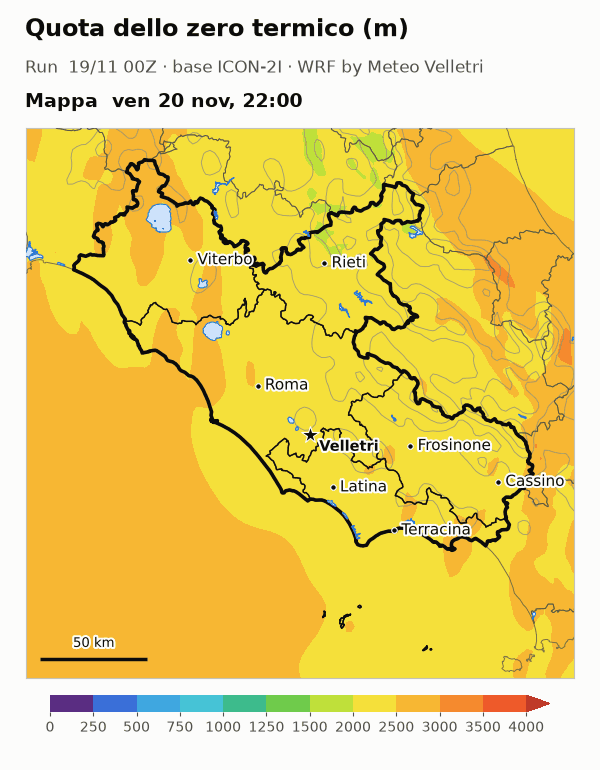 Quota dello zero termico (m)
Run  19/11 00Z · base ICON-2I · WRF by Meteo Velletri
Mappa  ven 20 nov, 22:00
Viterbo
Rieti
Roma
Velletri
Frosinone
Cassino
Latina
Terracina
50 km
0 250 500 750 1000 1250 1500 2000 2500 3000 3500 4000